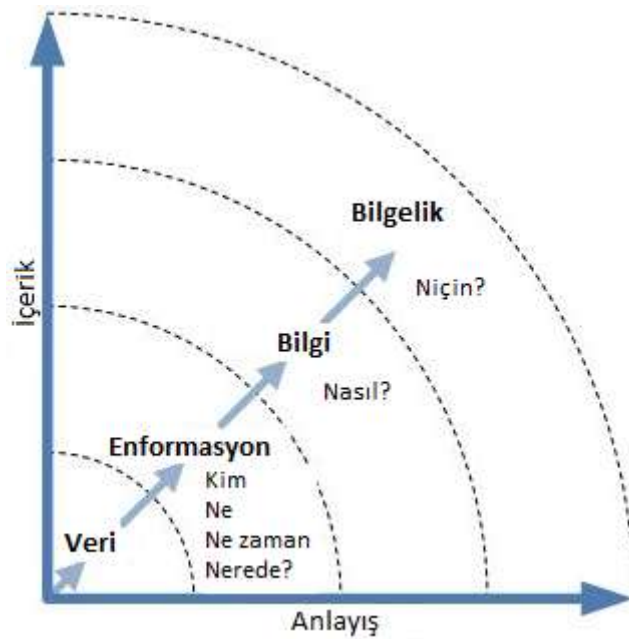 Bilgelik
Niçin?
İçerik
Bilgi
Nasıl?
Enformasyon
Kim
Ne
Ne zaman
Nerede?
Veri
Anlayış